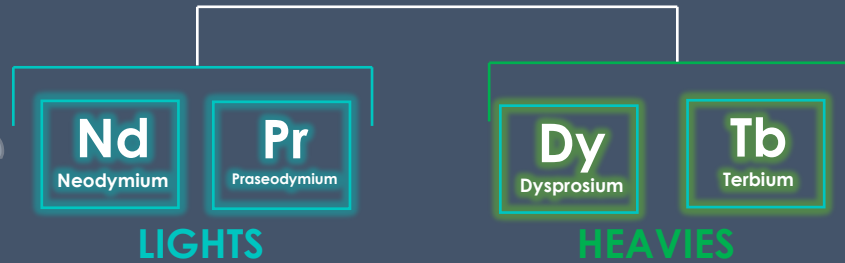 Nd
Neodymium
Pr
Praseodymium
Dy
Dysprosium
Tb
Terbium
LIGHTS
HEAVIES